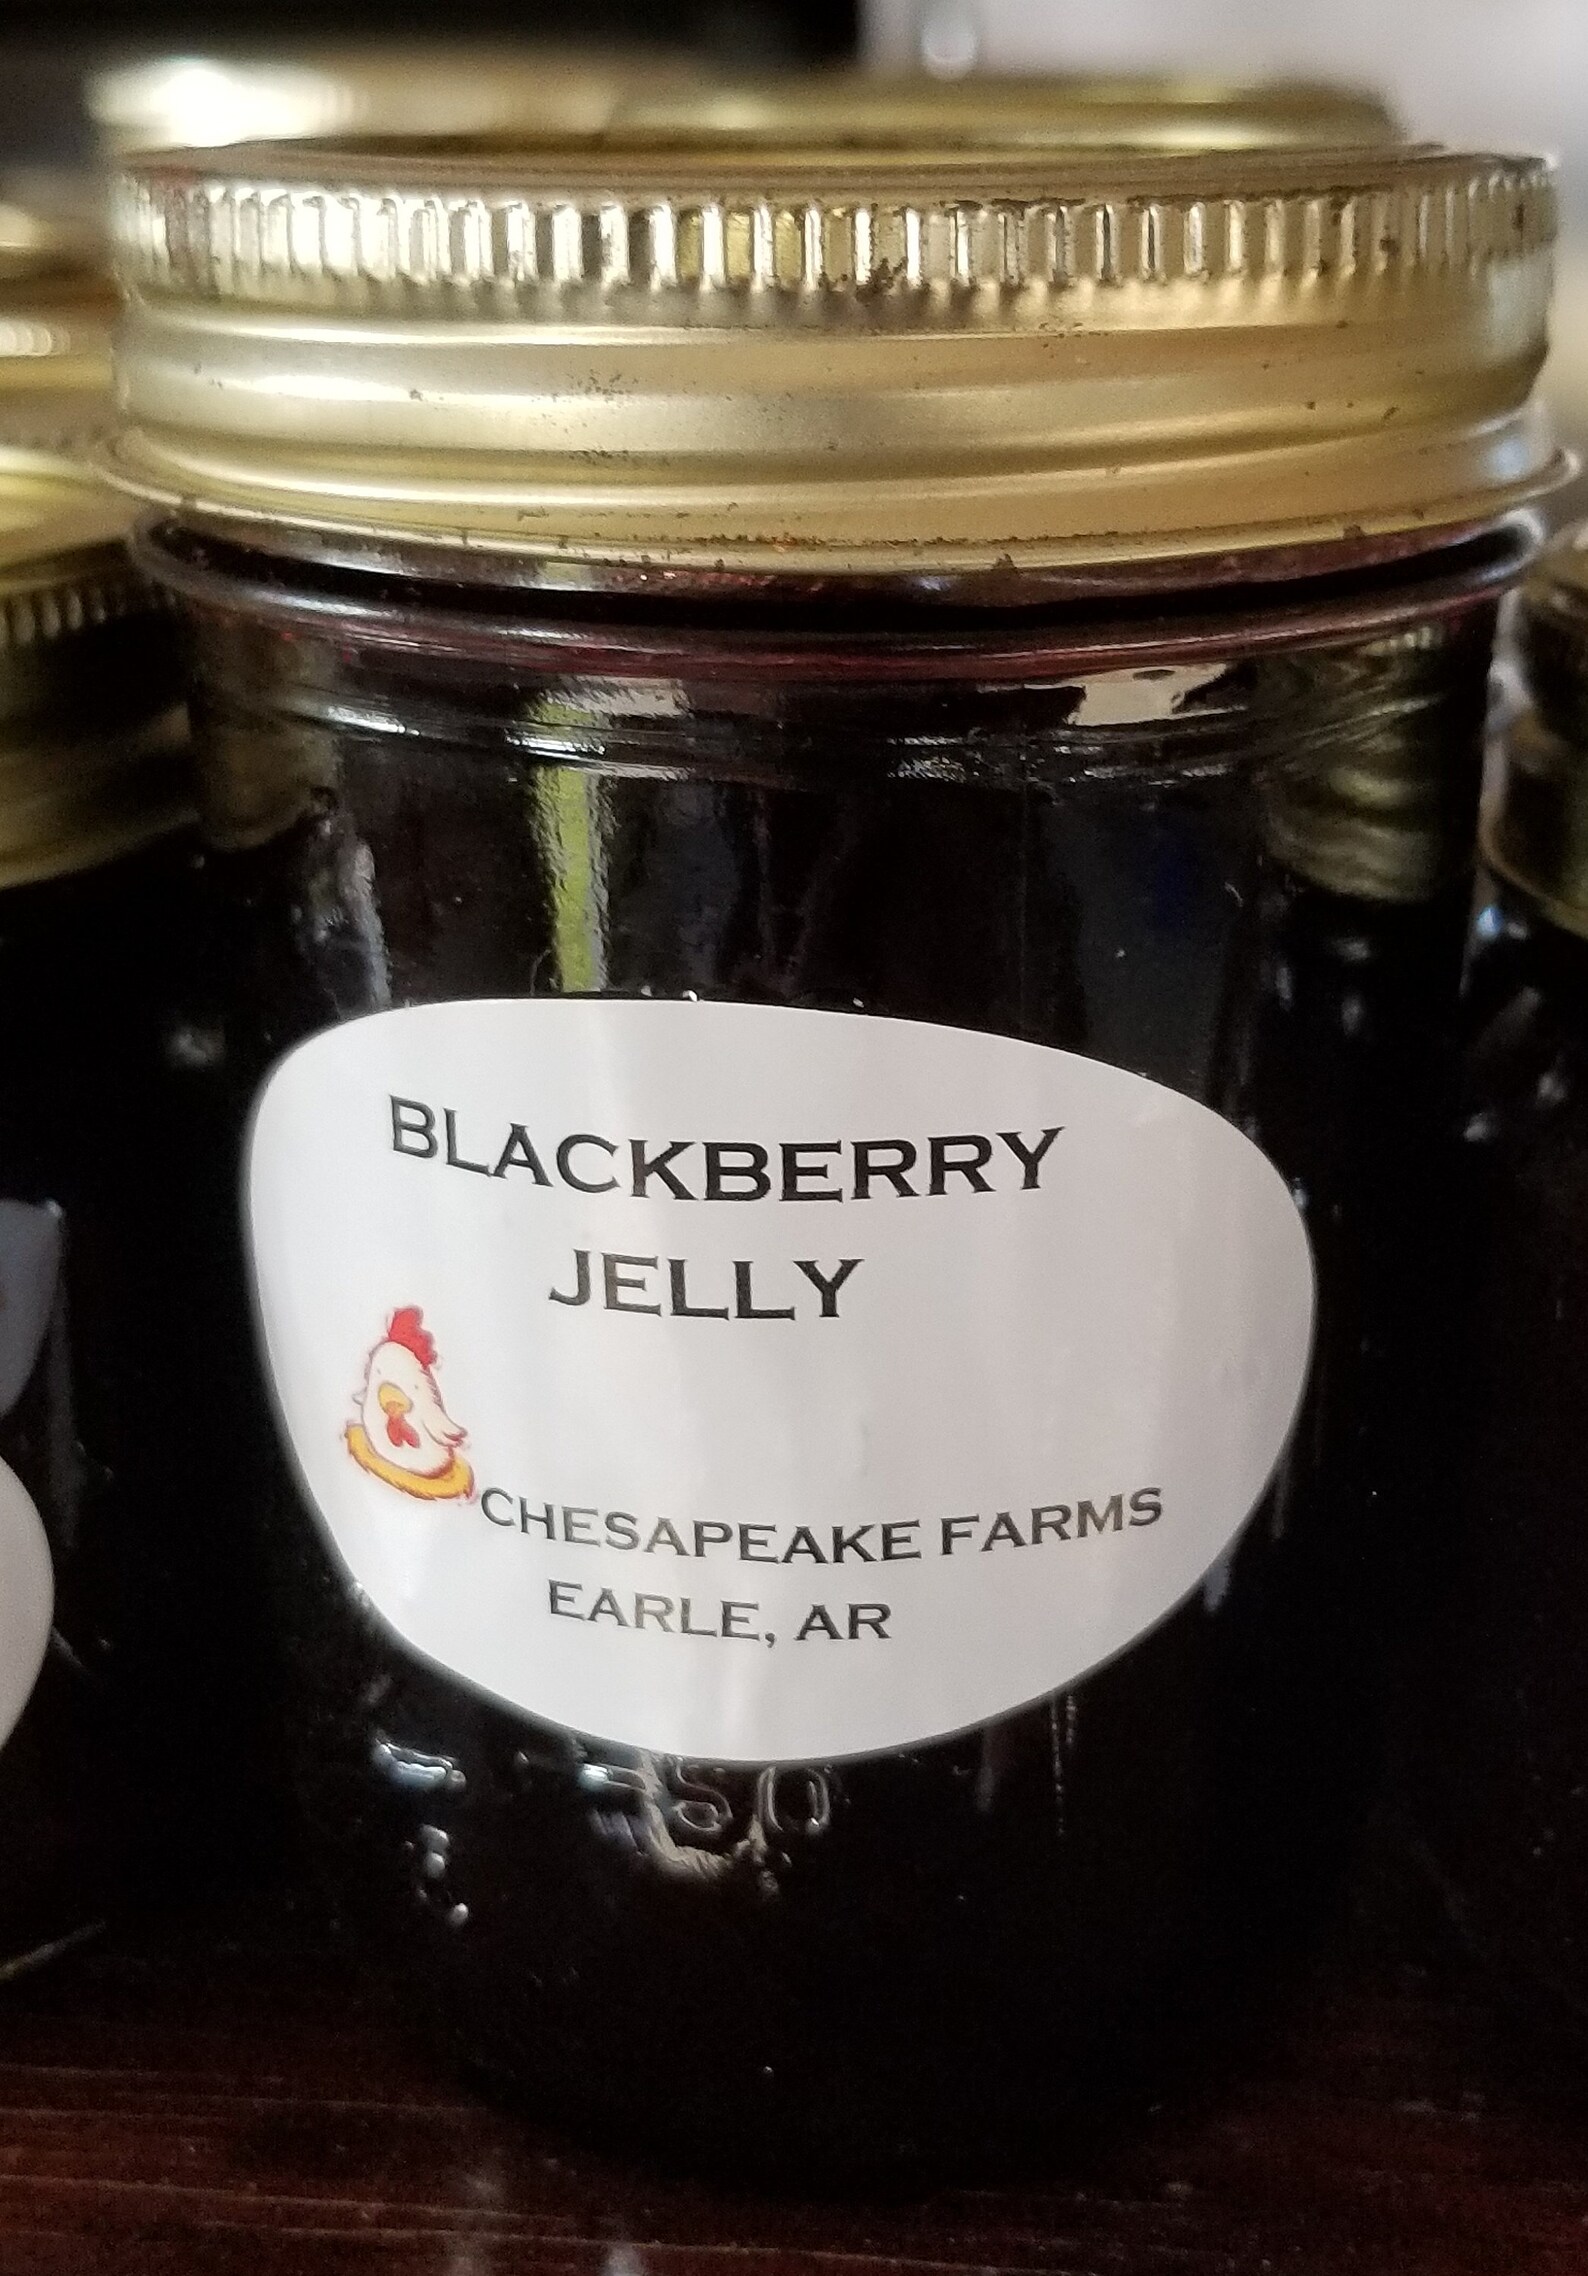 BLACKBERRY
JELLY
CHESAPEAKE FARMS
EARLE, AR